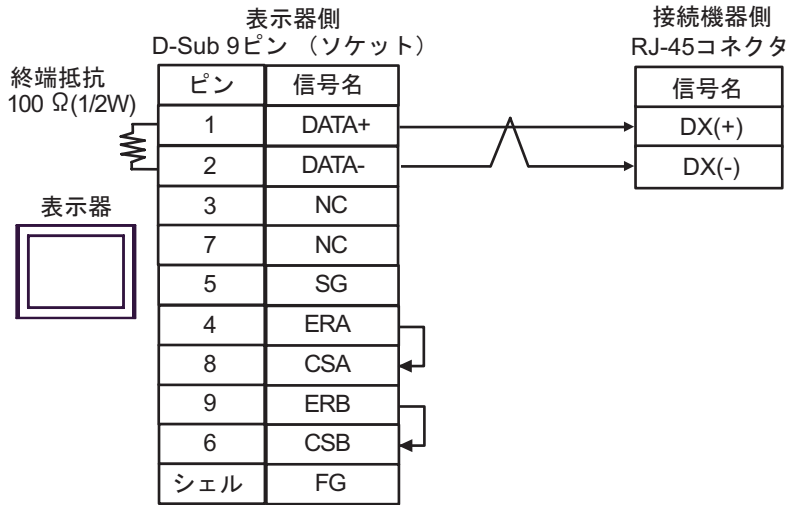 表示器側
D-Sub 9ピン （ソケット）
接続機器側
RJ-45コネクタ
終端抵抗
100 Ω(1/2W)
表示器
ピン 信号名
1 DATA+
2 DATA-
3 NC
7 NC
5 SG
4 ERA
8 CSA
9 ERB
6 CSB
シェル FG
信号名
DX(+)
DX(-)